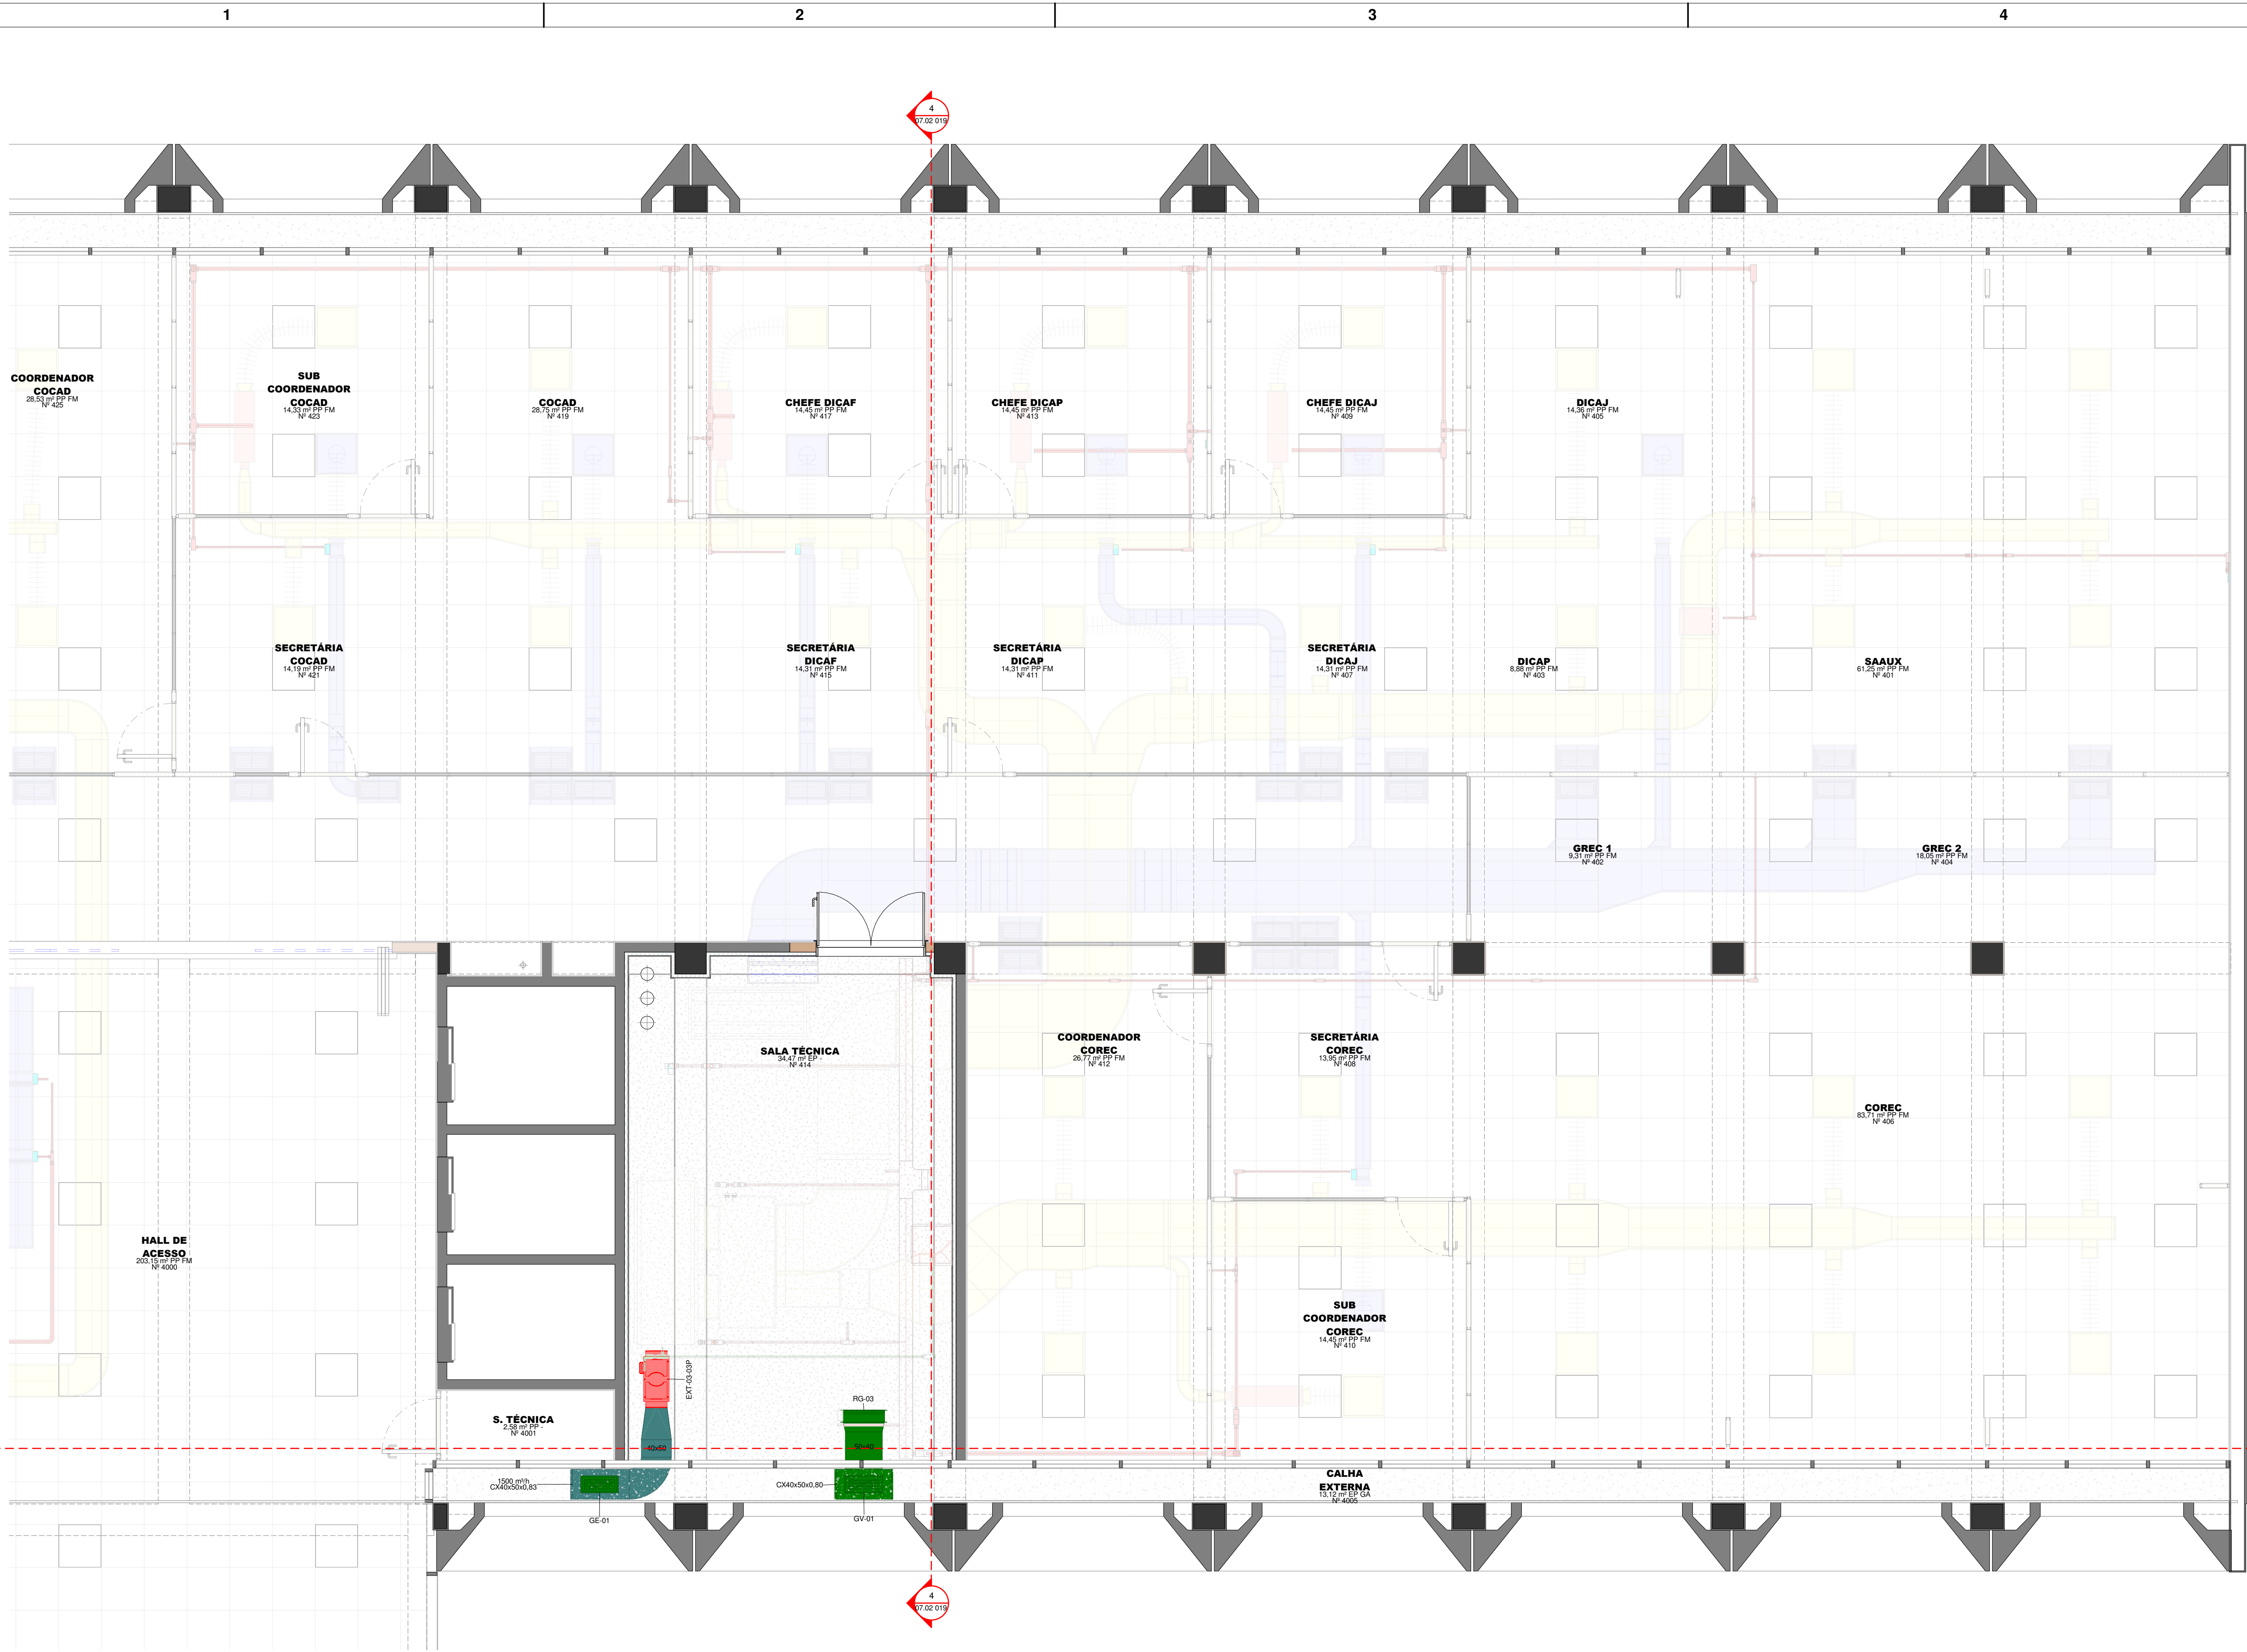 1
2
3
4
4
07.02 019
COORDENADOR
COCAD
28,53 m² PP FM
Nº 425
SUB
COORDENADOR
COCAD
14,33 m² PP FM
Nº 423
COCAD
28,75 m² PP FM
Nº 419
CHEFE DICAF
14,45 m² PP FM
Nº 417
CHEFE DICAP
14,45 m² PP FM
Nº 413
CHEFE DICAJ
14,45 m² PP FM
Nº 409
DICAJ
14,36 m² PP FM
Nº 405
SECRETÁRIA
COCAD
14,19 m² PP FM
Nº 421
SECRETÁRIA
DICAF
14,31 m² PP FM
Nº 415
SECRETÁRIA
DICAP
14,31 m² PP FM
Nº 411
SECRETÁRIA
DICAJ
14,31 m² PP FM
Nº 407
DICAP
8,88 m² PP FM
Nº 403
SAAUX
61,25 m² PP FM
Nº 401
GREC 1
9,31 m² PP FM
Nº 402
GREC 2
18,05 m² PP FM
Nº 404
SALA TÉCNICA
34,47 m² EP -
Nº 414
COORDENADOR
COREC
26,77 m² PP FM
Nº 412
SECRETÁRIA
COREC
13,95 m² PP FM
Nº 408
COREC
83,71 m² PP FM
Nº 406
HALL DE
ACESSO
203,15 m² PP FM
Nº 4000
SUB
COORDENADOR
COREC
14,45 m² PP FM
Nº 410
EXT-03-03P
RG-03
S. TÉCNICA
2,58 m² PP -
Nº 4001
40x50
50x40
1500 m³/h
CX40x50x0,83
CX40x50x0,80
GE-01
GV-01
CALHA
EXTERNA
13,12 m² EP GA
Nº 4005
4
07.02 019